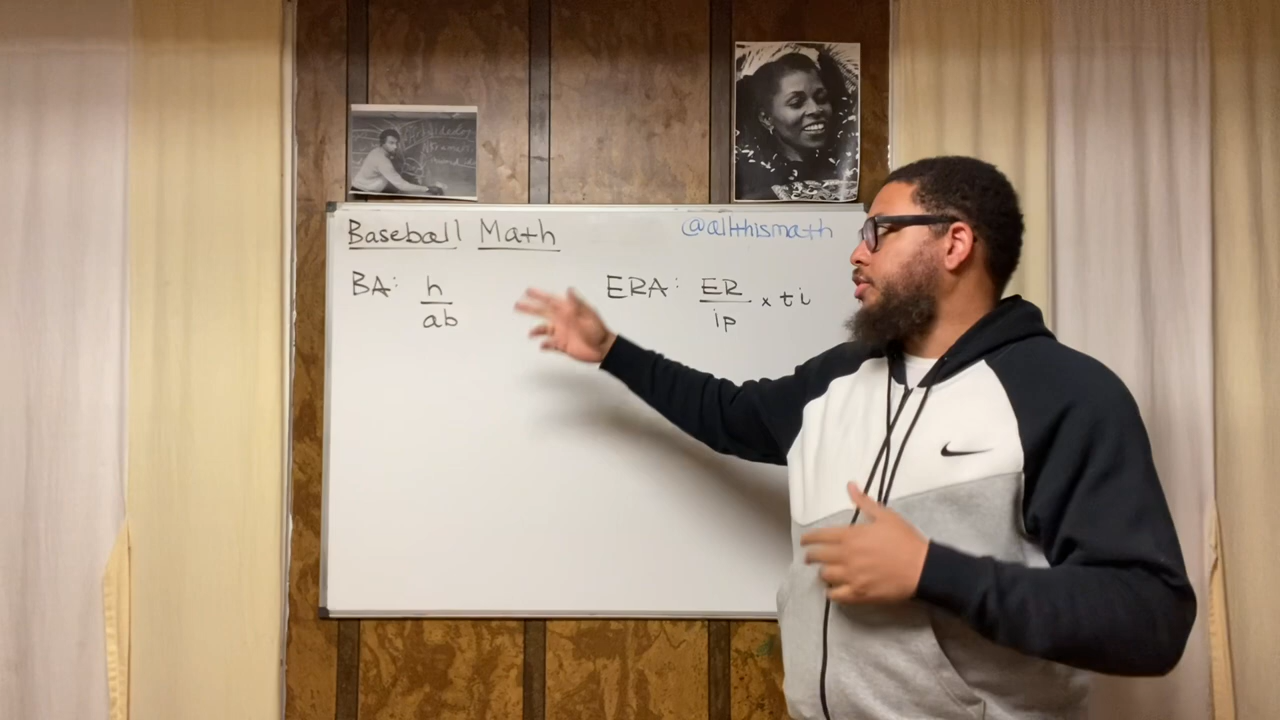 Baseball Math
@allthismath
BA: h
ab
ERA: ER
ip
x ti